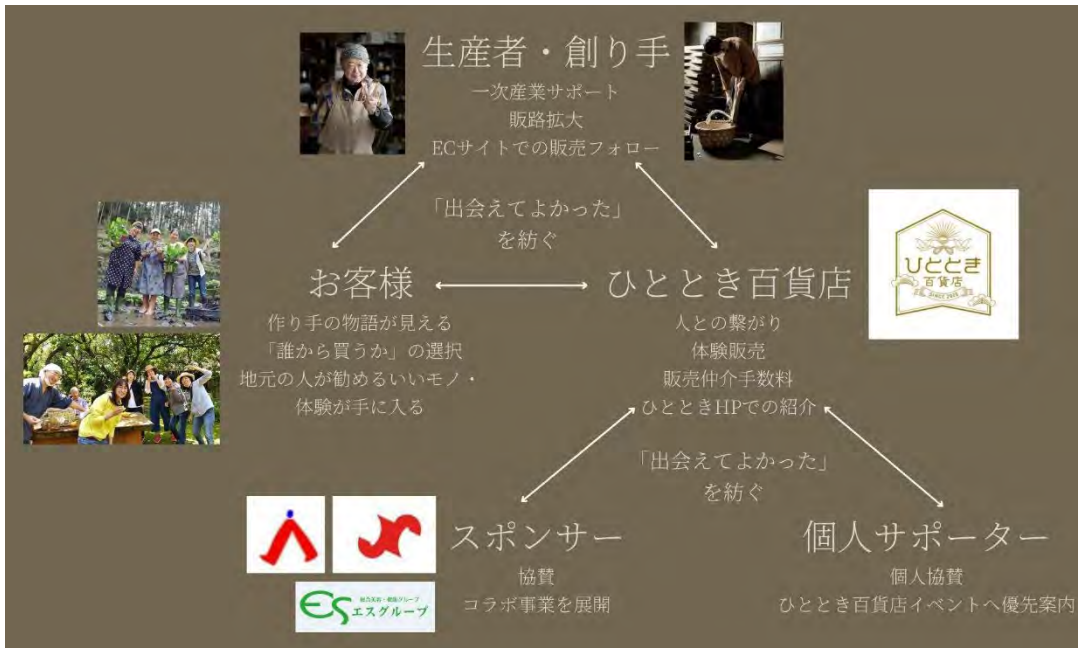 生産者・創り手
一次産業サポート
販路拡大
ECサイトでの販売フォロー
「出会えてよかった」
を紡ぐ
お客様
作り手の物語が見える
「誰から買うか」の選択
地元の人が勧めるいいモノ・
体験が手に入る
ひととき百貨店
人との繋がり
体験販売
販売仲介手数料
ひとときHPでの紹介
ひととき
百貨店
「出会えてよかった」
を紡ぐ
スポンサー
協賛
コラボ事業を展開
ES
エスグループ
個人サポーター
個人協賛
ひととき百貨店イベントへ優先案内